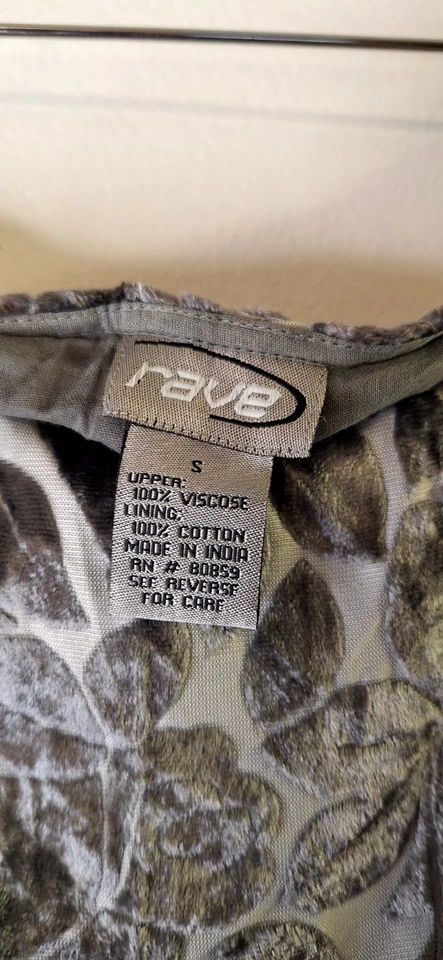 rave
S
UPPER:
100% VISCOSE
LINING:
100% COTTON
MADE IN INDIA
RN # 80859
SEE REVERSE
FOR CARE